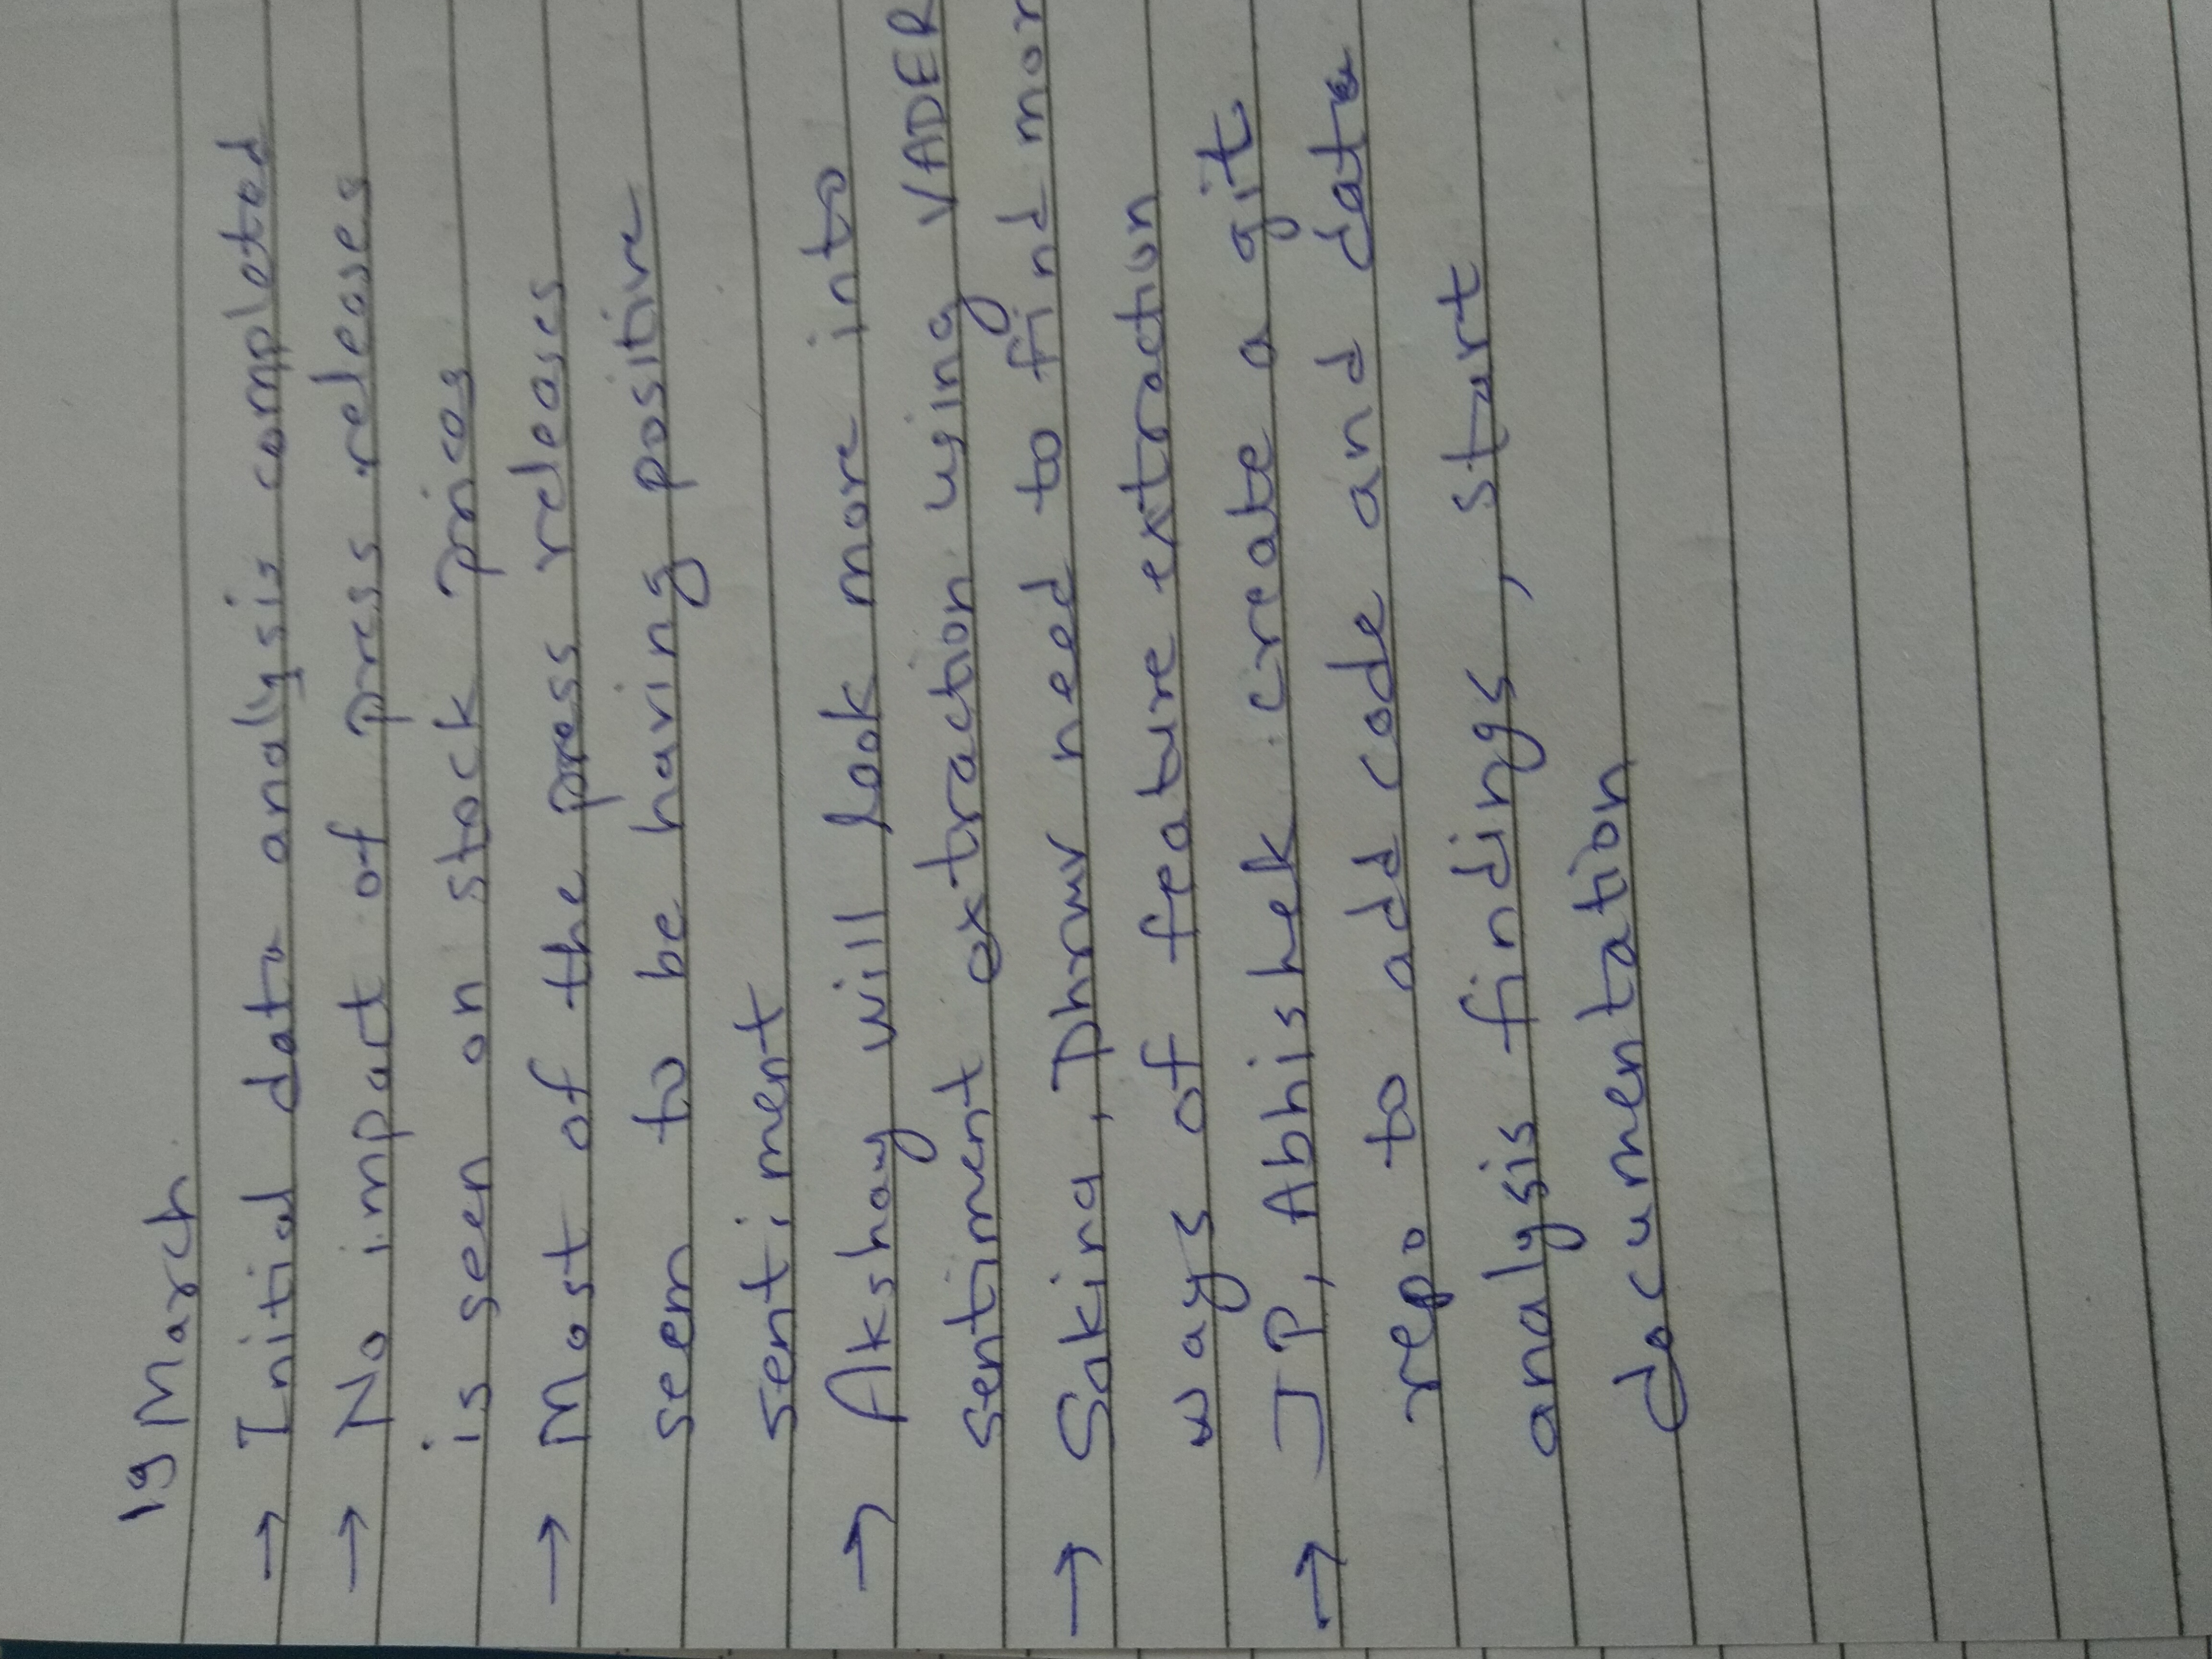 19 March
→ Initial data analysis completed
→ No impact of press releases
is seen on stock prices
→ Most of the press releases
seem to be having positive
sentiment
→ Akshay will look more into
sentiment extraction using VADER
→ Sakina, Dhruv need to find mor
ways of feature extraction
→ JP, Abhishek create a git
repo to add code and data
analysis findings, start
documentation